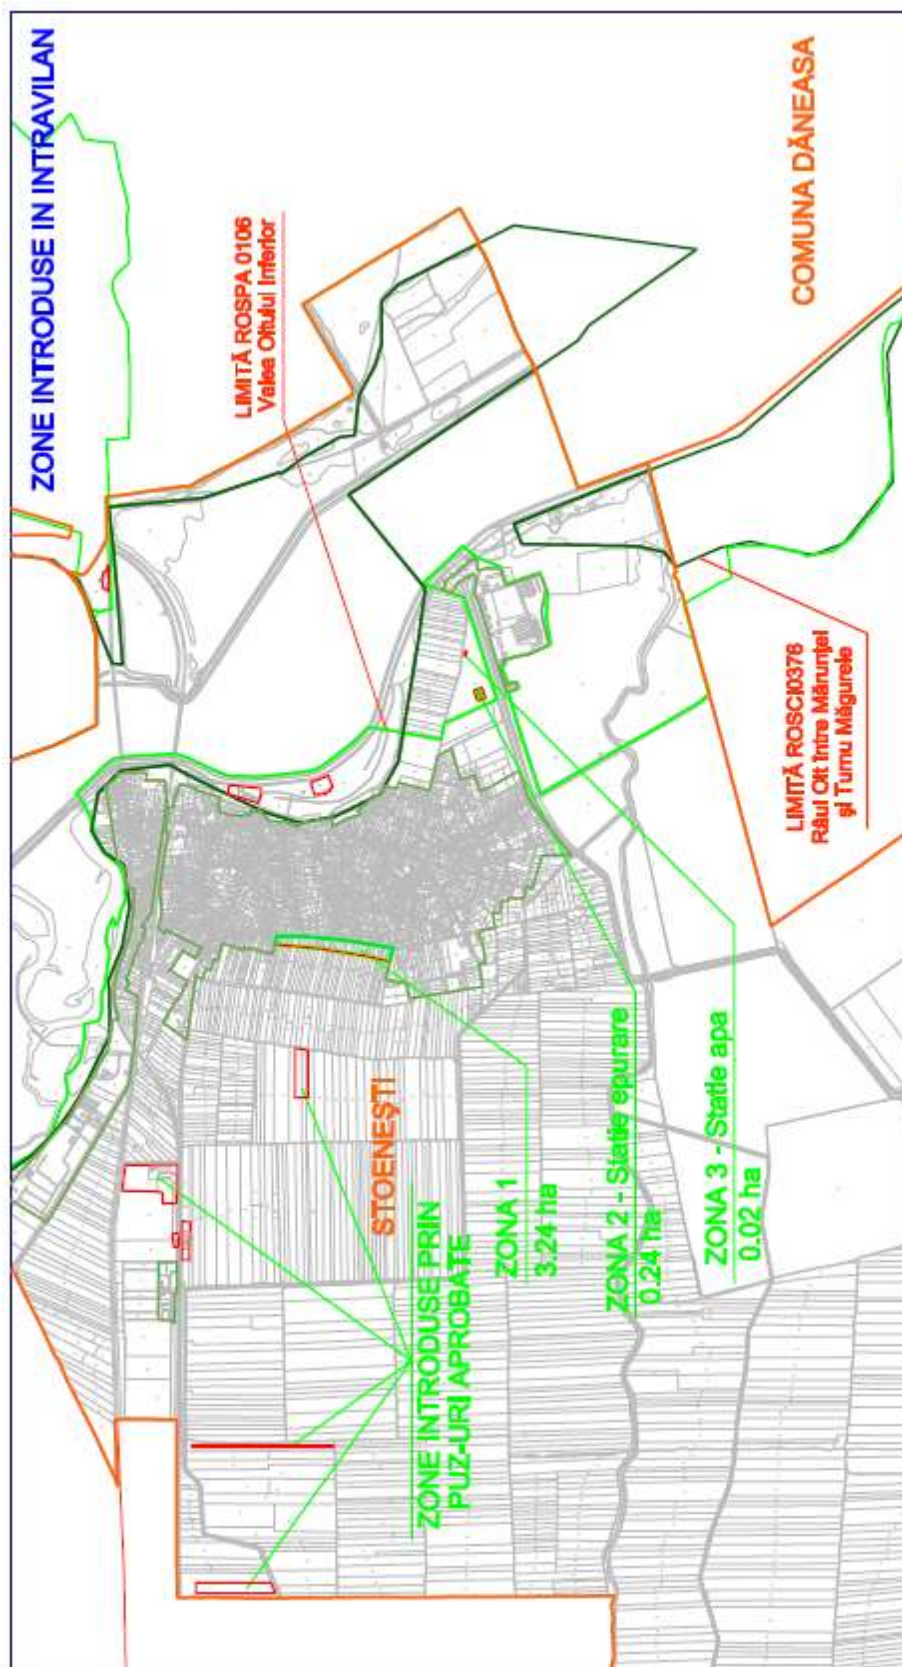 ZONE INTRODUSE IN INTRAVILAN
LIMITĂ ROSPA 0106
Valea Oltului Inferior
COMUNA DĂNEASA
LIMITĂ ROSCI0376
Râul Olt între Mărunței
și Turnu Măgurele
STOENEȘTI
ZONE INTRODUSE PRIN
PUZ-URI APROBATE
ZONA 1
3.24 ha
ZONA 2 - Statie epurare
0.24 ha
ZONA 3 - Statie apa
0.02 ha